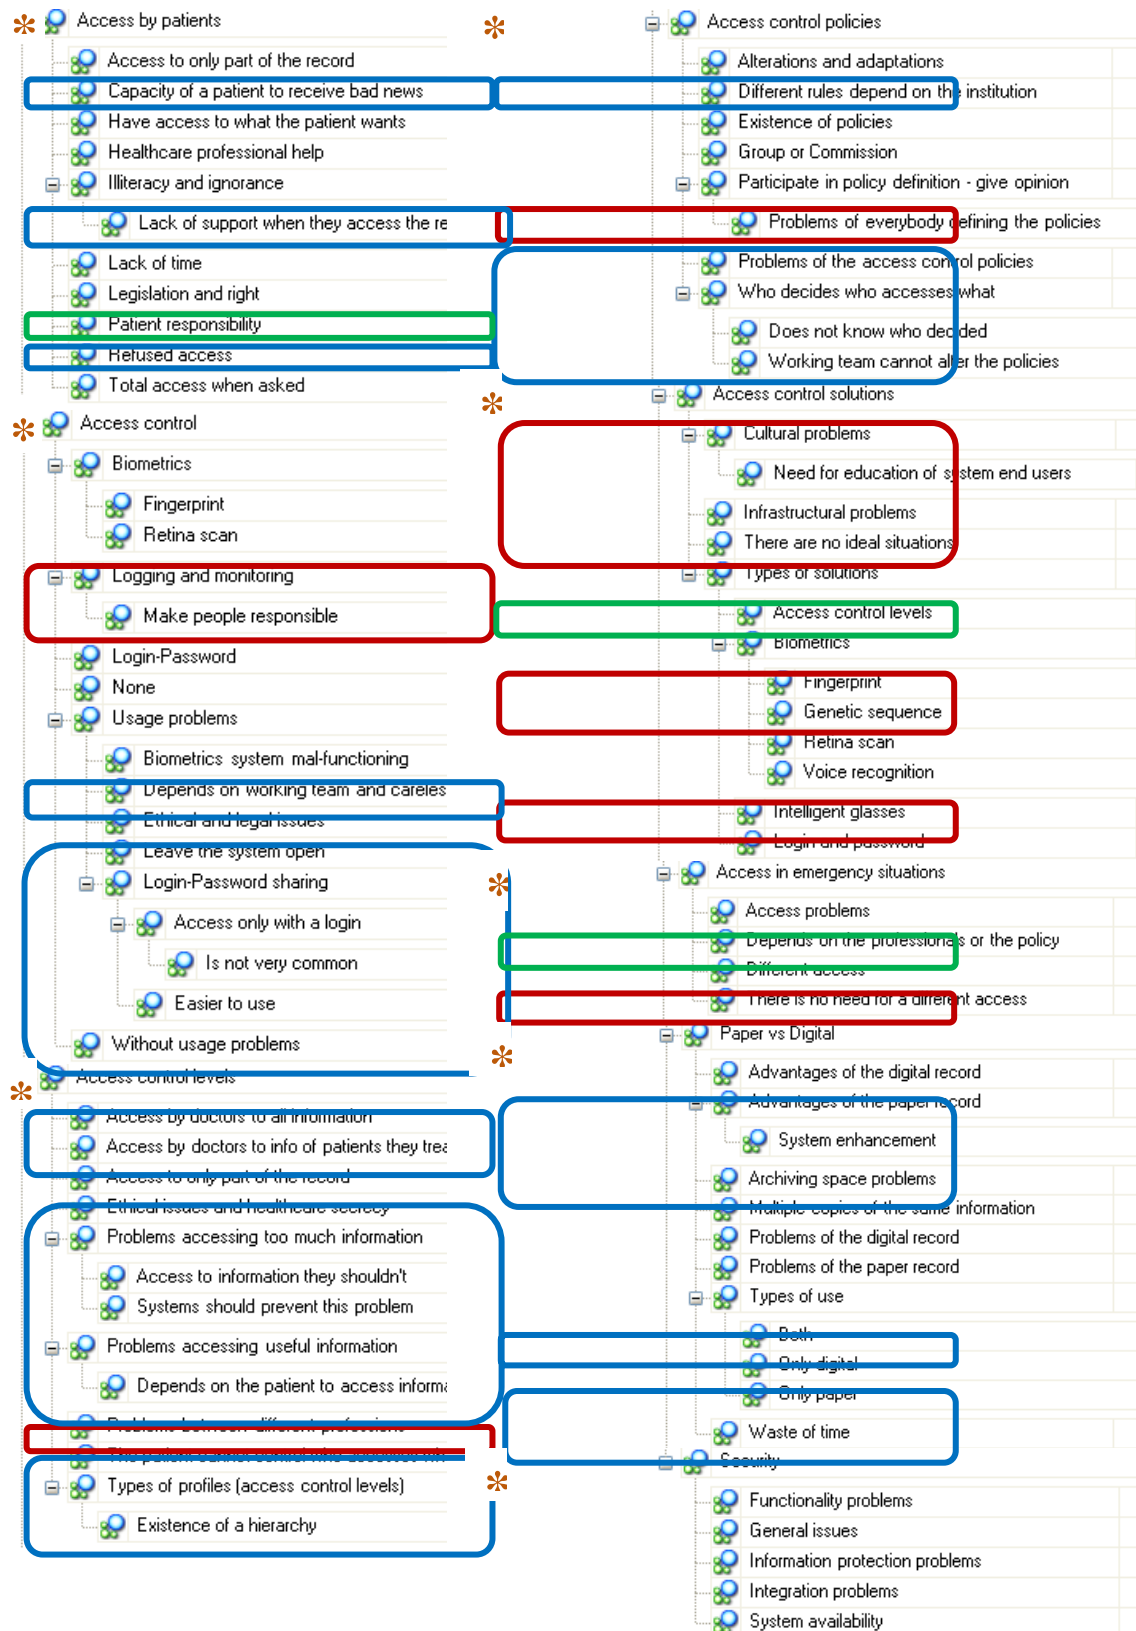 Access by patients
Access to only part of the record
Capacity of a patient to receive bad news
Have access to what the patient wants
Healthcare professional help
Illiteracy and ignorance
Lack of support when they access the re
Lack of time
Legislation and right
Patient responsibility
Refused access
Total access when asked
Access control
Biometrics
Fingerprint
Retina scan
Logging and monitoring
Make people responsible
Login-Password
None
Usage problems
Biometrics system mal-functioning
Depends on working team and careles
Ethical and legal issues
Leave the system open
Login-Password sharing
Access only with a login
Is not very common
Easier to use
Without usage problems
Access control levels
Access by doctors to all information
Access by doctors to info of patients they trea
Access to only part of the record
Ethical issues and healthcare secrecy
Problems accessing too much information
Access to information they shouldn't
Systems should prevent this problem
Problems accessing useful information
Depends on the patient to access informa
Problems between different professions
The patient cannot control who accesses
Types of profiles (access control levels)
Existence of a hierarchy
Access control policies
Alterations and adaptations
Different rules depend on the institution
Existence of policies
Group or Commission
Participate in policy definition - give opinion
Problems of everybody defining the policies
Problems of the access control policies
Who decides who accesses what
Does not know who decided
Working team cannot alter the policies
Access control solutions
Cultural problems
Need for education of system end users
Infrastructural problems
There are no ideal situations
Types of solutions
Access control levels
Biometrics
Fingerprint
Genetic sequence
Retina scan
Voice recognition
Intelligent glasses
Login and password
Access in emergency situations
Access problems
Depends on the professionals or the policy
Different access
There is no need for a different access
Paper vs Digital
Advantages of the digital record
Advantages of the paper record
System enhancement
Archiving space problems
Multiple copies of the same information
Problems of the digital record
Problems of the paper record
Types of use
Both
Only digital
Only paper
Waste of time
Security
Functionality problems
General issues
Information protection problems
Integration problems
System availability